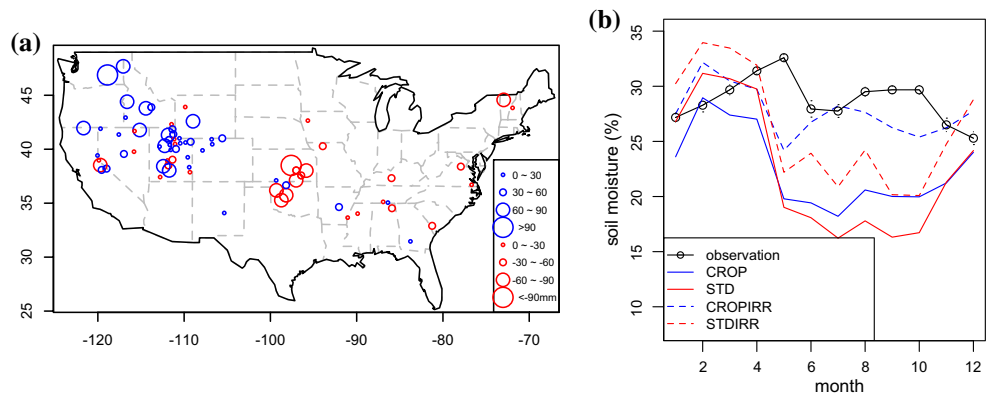 (a)
45
40
35
30
25
-120
-110
-100
-90
-80
-70
0 ~ 30
30 ~ 60
60 ~ 90
>90
0 ~ -30
-30 ~ -60
-60 ~ -90
<-90mm
(b)
soil moisture (%)
35
30
25
20
15
10
observation
CROP
STD
CROPIRR
STDIRR
2
4
6
8
10
12
month